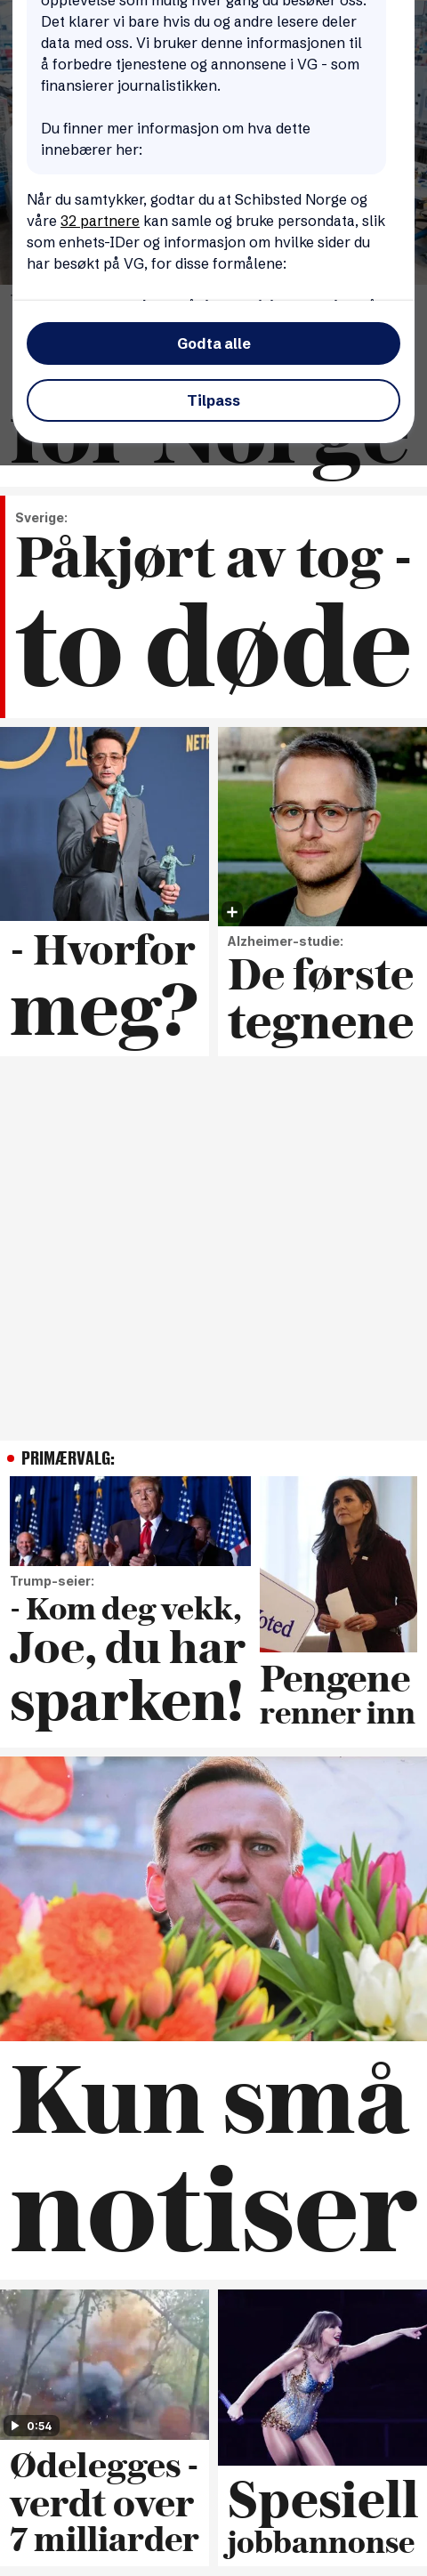 opplevelse som mulig hver gang du besøker oss.
Det klarer vi bare hvis du og andre lesere deler
data med oss. Vi bruker denne informasjonen til
å forbedre tjenestene og annonsene i VG - som
finansierer journalistikken.
Du finner mer informasjon om hva dette
innebærer her:
Når du samtykker, godtar du at Schibsted Norge og
våre 32 partnere kan samle og bruke persondata, slik
som enhets-IDer og informasjon om hvilke sider du
har besøkt på VG, for disse formålene:
Godta alle
Tilpass
for Norge
Sverige:
Påkjørt av tog -
to døde
NETF
- Hvorfor
meg?
Alzheimer-studie:
De første
tegnene
PRIMÆRVALG:
Trump-seier:
- Kom deg vekk,
Joe, du har
sparken!
Voted
Pengene
renner inn
Kun små
notiser
0:54
Ødelegges -
verdt over
7 milliarder
Spesiell
jobbannonse